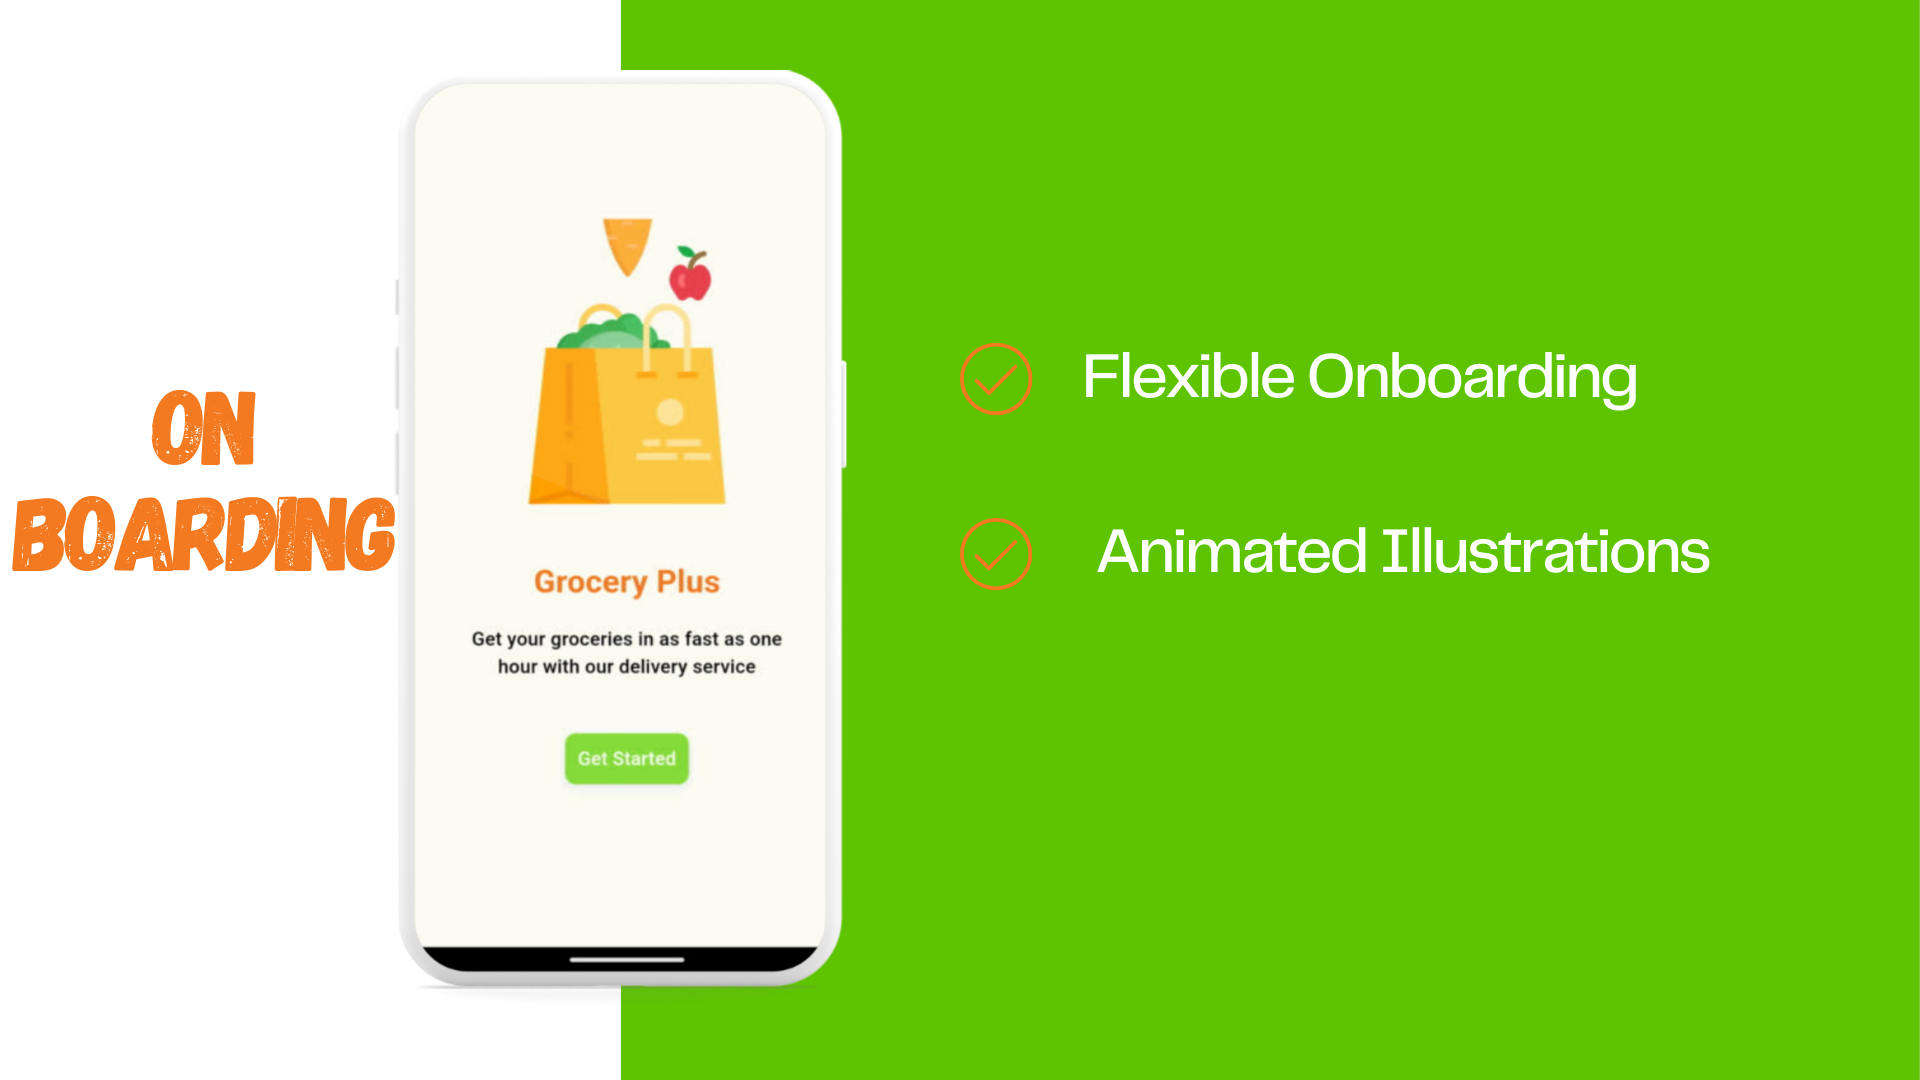 ON
BOARDING
Grocery Plus
Get your groceries in as fast as one
hour with our delivery service
Get Started
Flexible Onboarding
Animated Illustrations